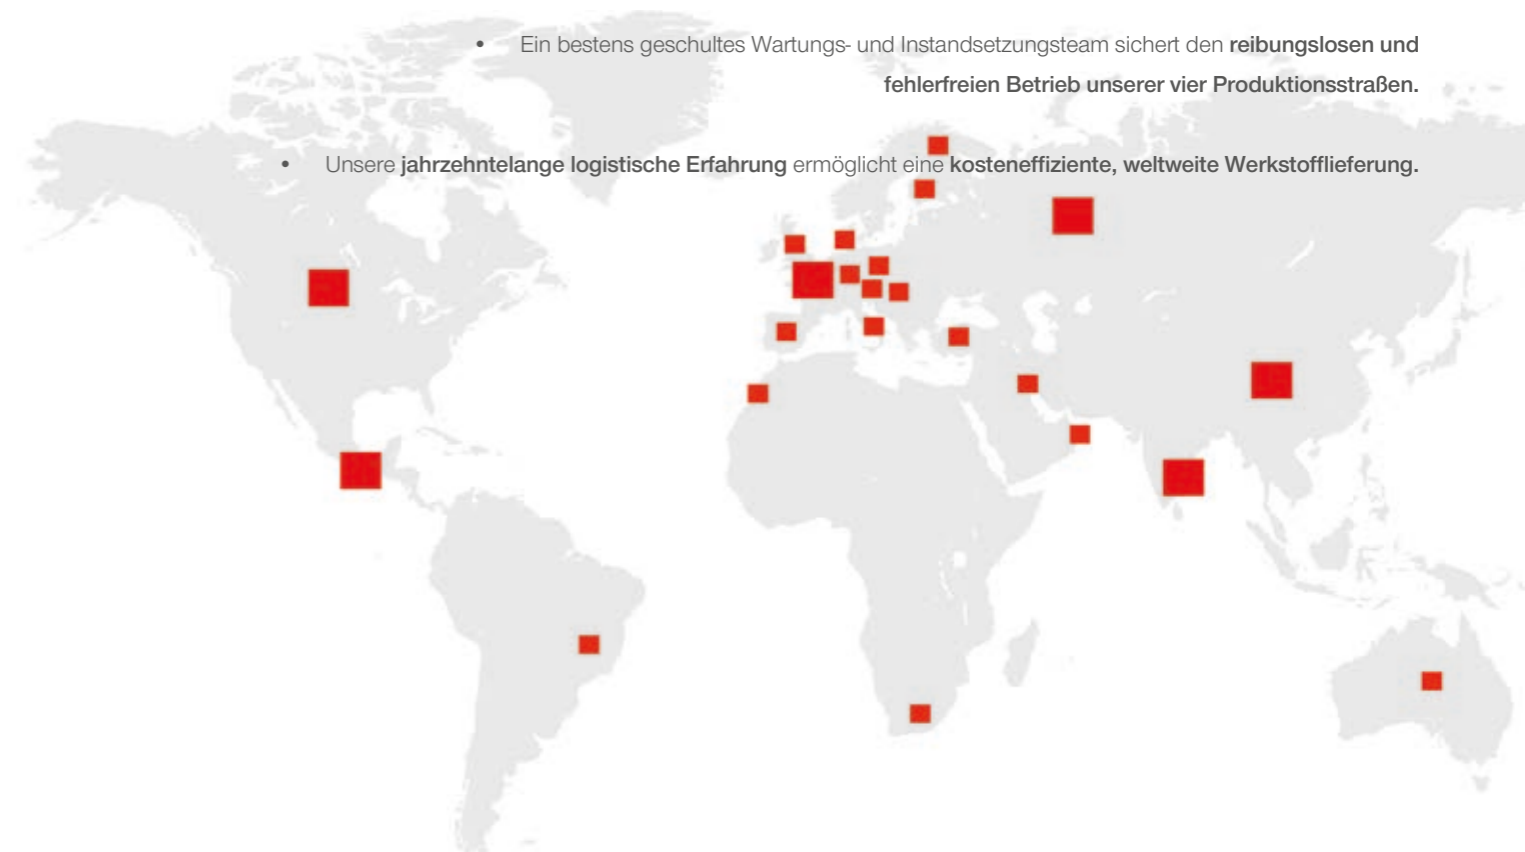 • Ein bestens geschultes Wartungs- und Instandsetzungsteam sichert den reibungslosen und
fehlerfreien Betrieb unserer vier Produktionsstraßen.
• Unsere jahrzehntelange logistische Erfahrung ermöglicht eine kosteneffiziente, weltweite Werkstofflieferung.